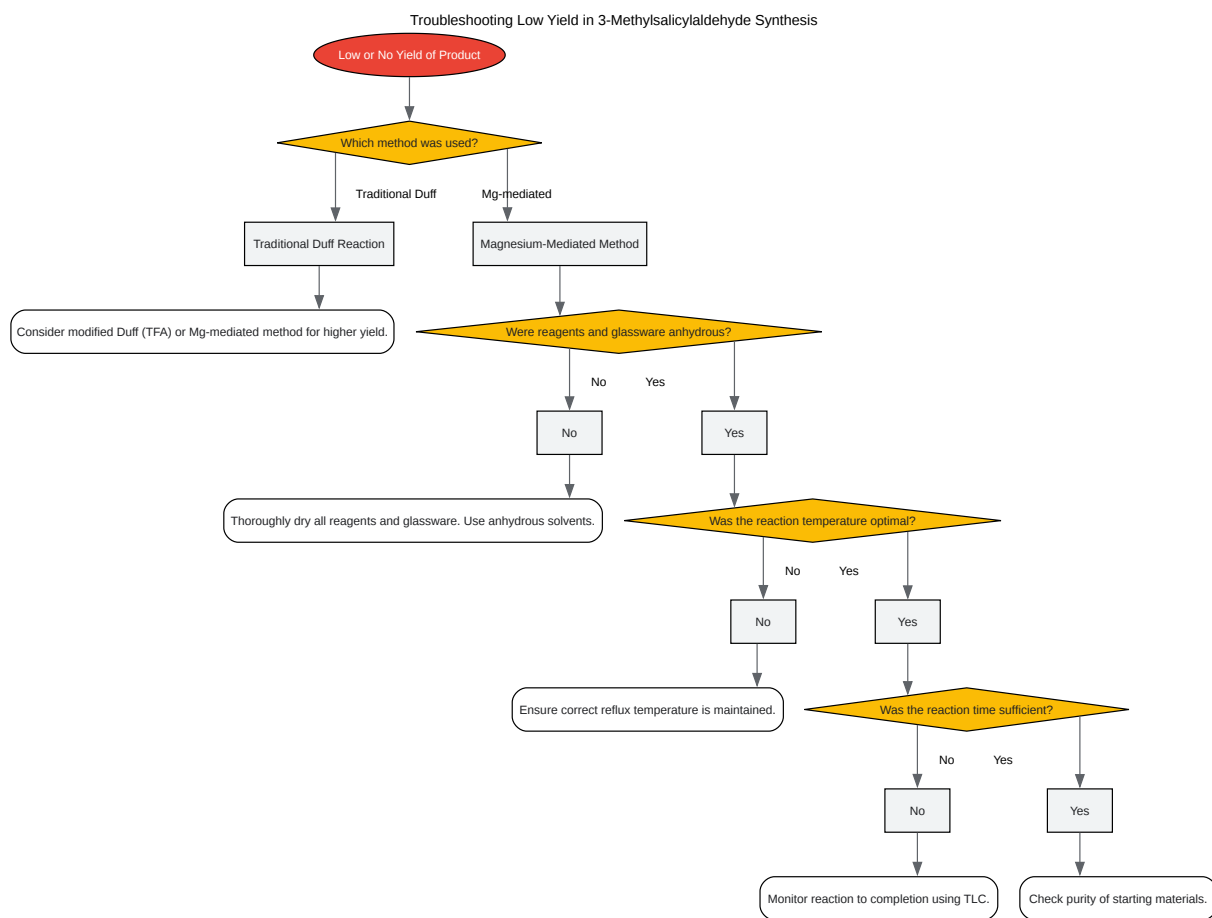 Troubleshooting Low Yield in 3-Methylsalicylaldehyde Synthesis
Low or No Yield of Product
Which method was used?
Traditional Duff
Mg-mediated
Traditional Duff Reaction
Magnesium-Mediated Method
Consider modified Duff (TFA) or Mg-mediated method for higher yield.
Were reagents and glassware anhydrous?
No
Yes
No
Yes
Thoroughly dry all reagents and glassware. Use anhydrous solvents.
Was the reaction temperature optimal?
No
Yes
No
Yes
Ensure correct reflux temperature is maintained.
Was the reaction time sufficient?
No
Yes
No
Yes
Monitor reaction to completion using TLC.
Check purity of starting materials.